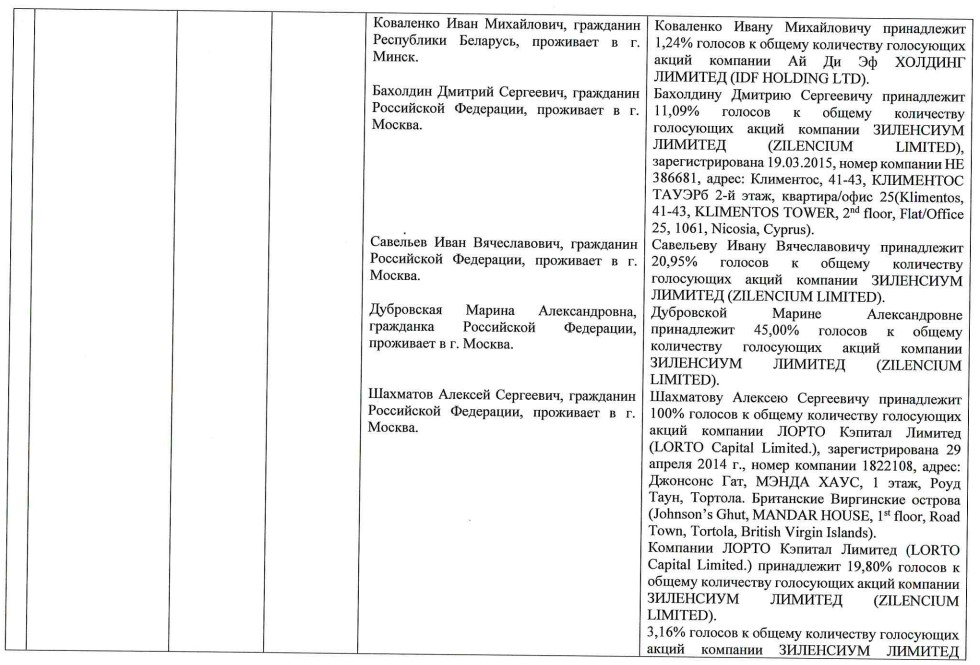 Коваленко Иван Михайлович, гражданин
Республики Беларусь, проживает в г.
Минск.
Коваленко Ивану Михайловичу принадлежит
1,24% голосов к общему количеству голосующих
акций компании Ай Ди Эф ХОЛДИНГ
ЛИМИТЕД (IDF HOLDING LTD).
Бахолдин Дмитрий Сергеевич, гражданин
Российской Федерации, проживает в г.
Москва.
Бахолдину Дмитрию Сергеевичу принадлежит
11,09% голосов к общему количеству
голосующих акций компании ЗИЛЕНСИУМ
ЛИМИТЕД (ZILENCIUM LIMITED),
зарегистрирована 19.03.2015, номер компании НЕ
386681, адрес: Климентос, 41-43, КЛИМЕНТОС
ТАУЭРб 2-й этаж, квартира/офис 25(Klimentos,
41-43, KLIMENTOS TOWER, 2nd floor, Flat/Office
25, 1061, Nicosia, Cyprus).
Савельев Иван Вячеславович, гражданин
Российской Федерации, проживает в г.
Москва.
Савельеву Ивану Вячеславовичу принадлежит
20,95% голосов к общему количеству
голосующих акций компании ЗИЛЕНСИУМ
ЛИМИТЕД (ZILENCIUM LIMITED).
Дубровская Марина Александровна,
гражданка Российской Федерации,
проживает в г. Москва.
Дубровской Марине Александровне
принадлежит 45,00% голосов к общему
количеству голосующих акций компании
ЗИЛЕНСИУМ ЛИМИТЕД (ZILENCIUM
LIMITED).
Шахматов Алексей Сергеевич, гражданин
Российской Федерации, проживает в г.
Москва.
Шахматову Алексею Сергеевичу принадлежит
100% голосов к общему количеству голосующих
акций компании ЛОРТО Кэпитал Лимитед
(LORTO Capital Limited.), зарегистрирована 29
апреля 2014 г., номер компании 1822108, адрес:
Джонсонс Гат, МЭНДА ХАУС, 1 этаж, Роуд
Таун, Тортола. Британские Виргинские острова
(Johnson's Ghut, MANDAR HOUSE, 1st floor, Road
Town, Tortola, British Virgin Islands).
Компании ЛОРТО Кэпитал Лимитед (LORTO
Capital Limited.) принадлежит 19,80% голосов к
общему количеству голосующих акций компании
ЗИЛЕНСИУМ ЛИМИТЕД (ZILENCIUM
LIMITED).
3,16% голосов к общему количеству голосующих
акций компании ЗИЛЕНСИУМ ЛИМИТЕД